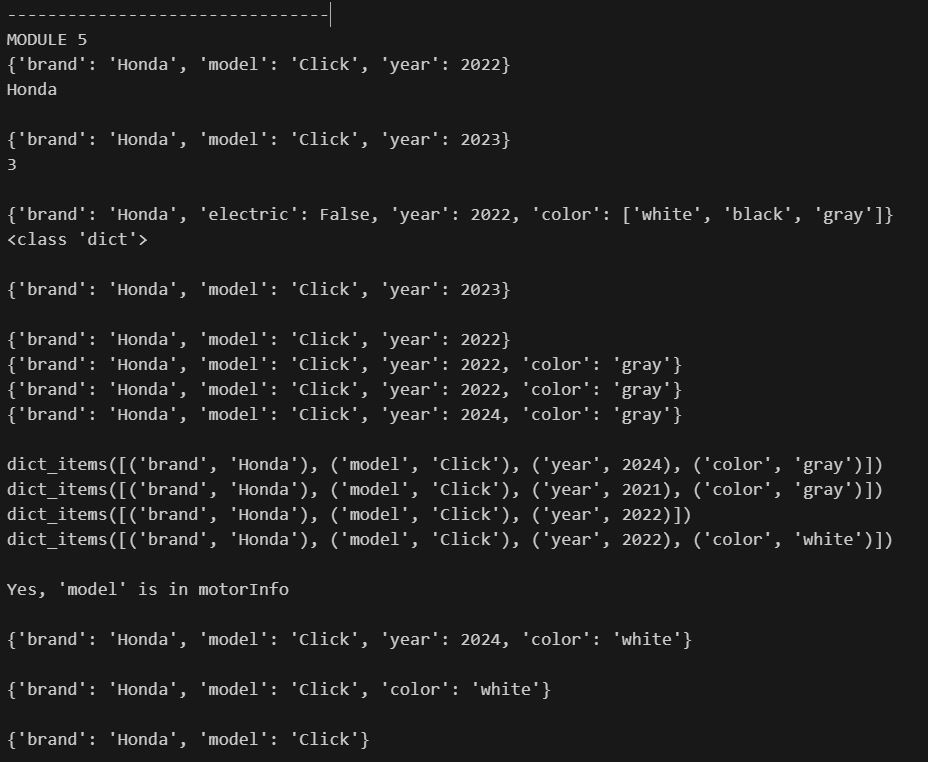 --------------------------------
MODULE 5
{'brand': 'Honda', 'model': 'Click', 'year': 2022}
Honda
{'brand': 'Honda', 'model': 'Click', 'year': 2023}
3
{'brand': 'Honda', 'electric': False, 'year': 2022, 'color': ['white', 'black', 'gray']}
<class 'dict'>
{'brand': 'Honda', 'model': 'Click', 'year': 2023}
{'brand': 'Honda', 'model': 'Click', 'year': 2022}
{'brand': 'Honda', 'model': 'Click', 'year': 2022, 'color': 'gray'}
{'brand': 'Honda', 'model': 'Click', 'year': 2022, 'color': 'gray'}
{'brand': 'Honda', 'model': 'Click', 'year': 2024, 'color': 'gray'}
dict_items([('brand', 'Honda'), ('model', 'Click'), ('year', 2024), ('color', 'gray')])
dict_items([('brand', 'Honda'), ('model', 'Click'), ('year', 2021), ('color', 'gray')])
dict_items([('brand', 'Honda'), ('model', 'Click'), ('year', 2022)])
dict_items([('brand', 'Honda'), ('model', 'Click'), ('year', 2022), ('color', 'white')])
Yes, 'model' is in motorInfo
{'brand': 'Honda', 'model': 'Click', 'year': 2024, 'color': 'white'}
{'brand': 'Honda', 'model': 'Click', 'color': 'white'}
{'brand': 'Honda', 'model': 'Click'}